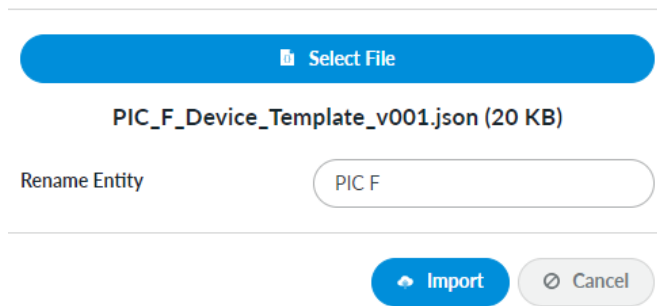 Select File
PIC_F_Device_Template_v001.json (20 KB)
Rename Entity PIC F
Import Cancel